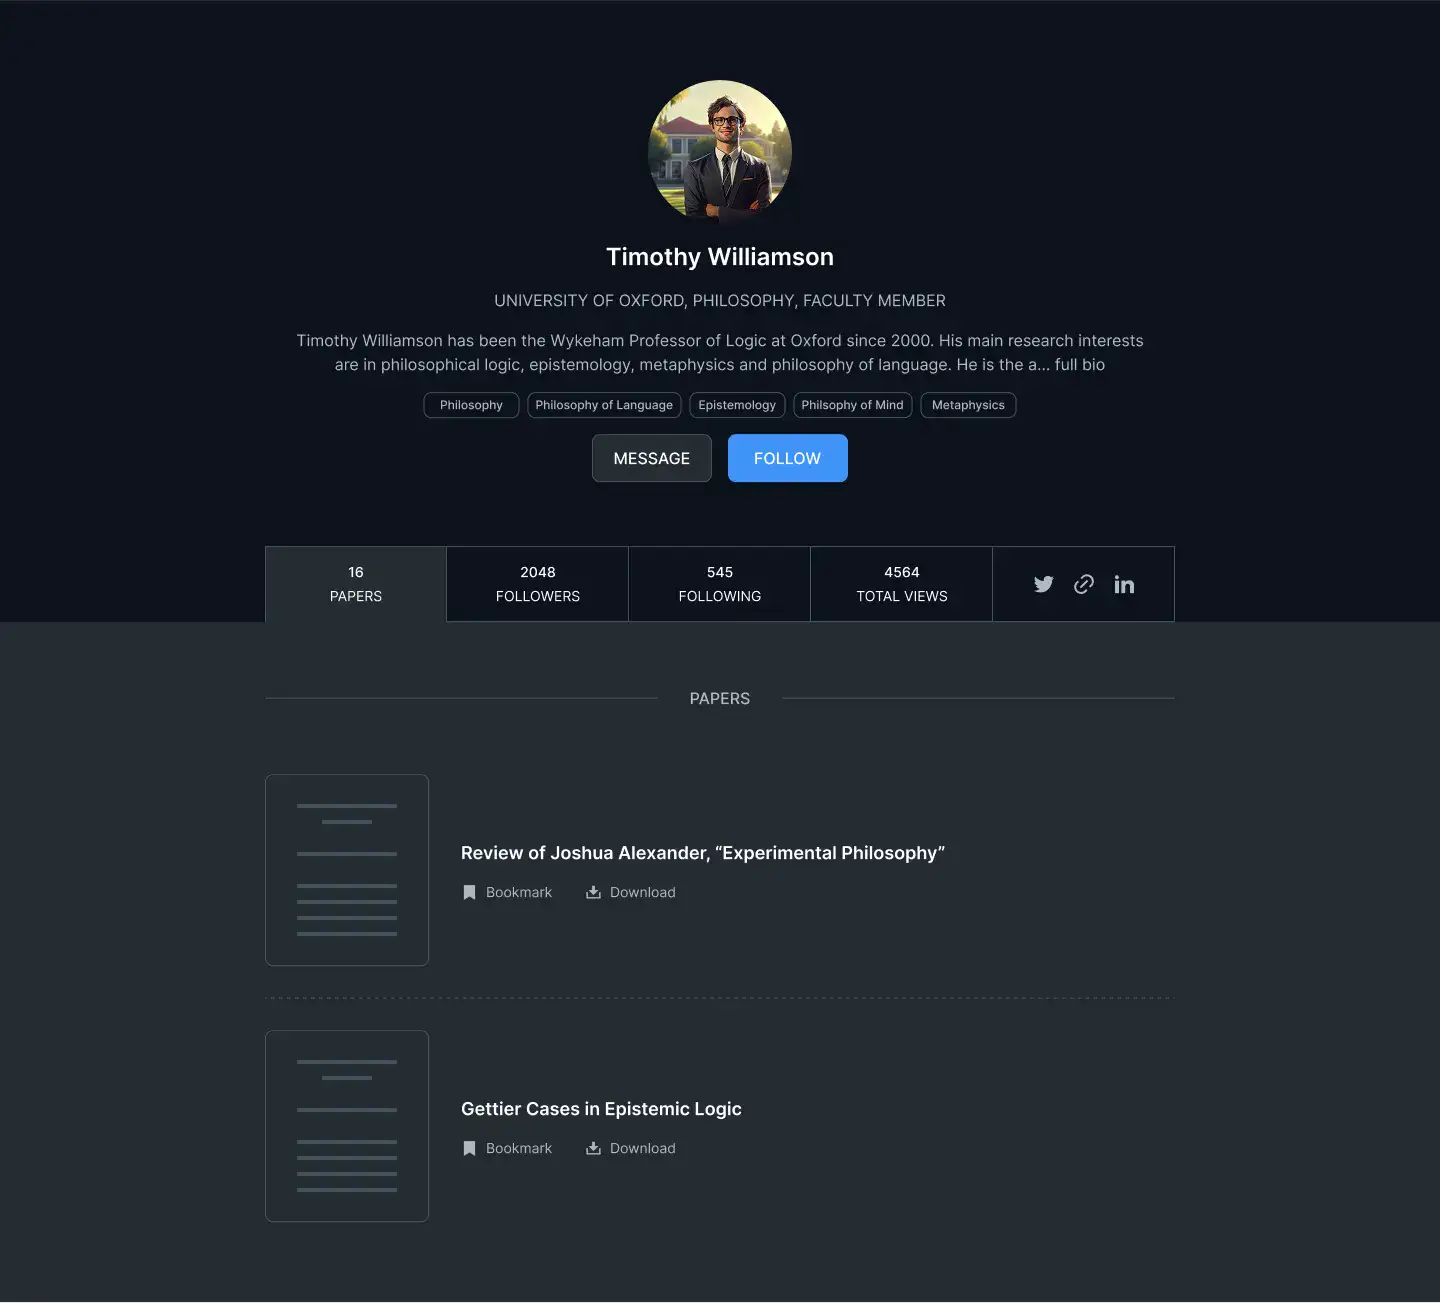 Timothy Williamson
UNIVERSITY OF OXFORD, PHILOSOPHY, FACULTY MEMBER
Timothy Williamson has been the Wykeham Professor of Logic at Oxford since 2000. His main research interests
are in philosophical logic, epistemology, metaphysics and philosophy of language. He is the a... full bio
Philosophy Philosophy of Language Epistemology Philsophy of Mind Metaphysics
MESSAGE FOLLOW
16 2048 545 4564
PAPERS FOLLOWERS FOLLOWING TOTAL VIEWS
PAPERS
Review of Joshua Alexander, “Experimental Philosophy”
Bookmark Download
Gettier Cases in Epistemic Logic
Bookmark Download